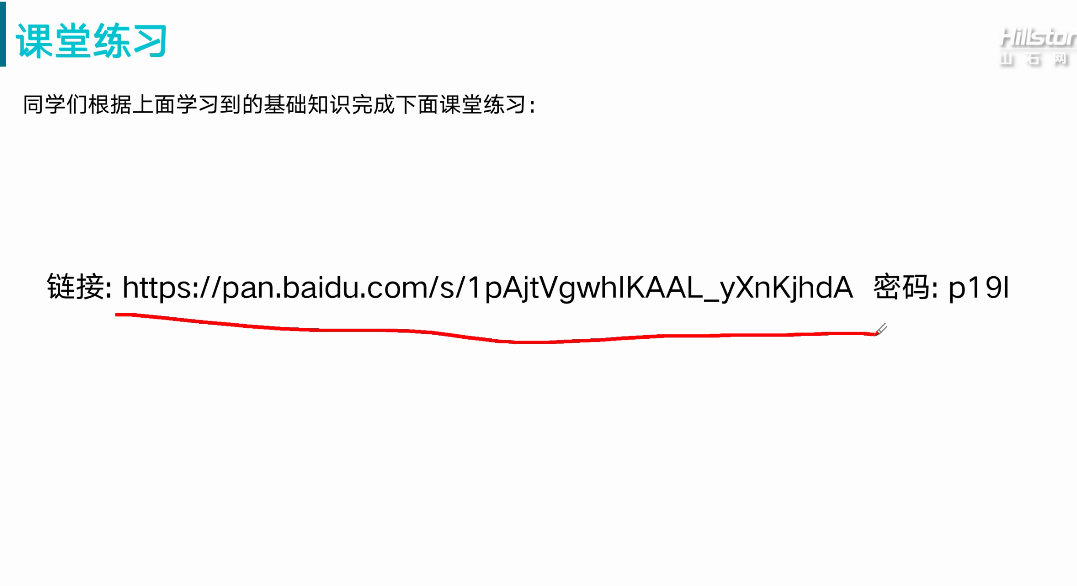 课堂练习
Hillstor
山石网
同学们根据上面学习到的基础知识完成下面课堂练习:
链接: https://pan.baidu.com/s/1pAjtVgwhlKAAL_yXnKjhdA 密码: p19l